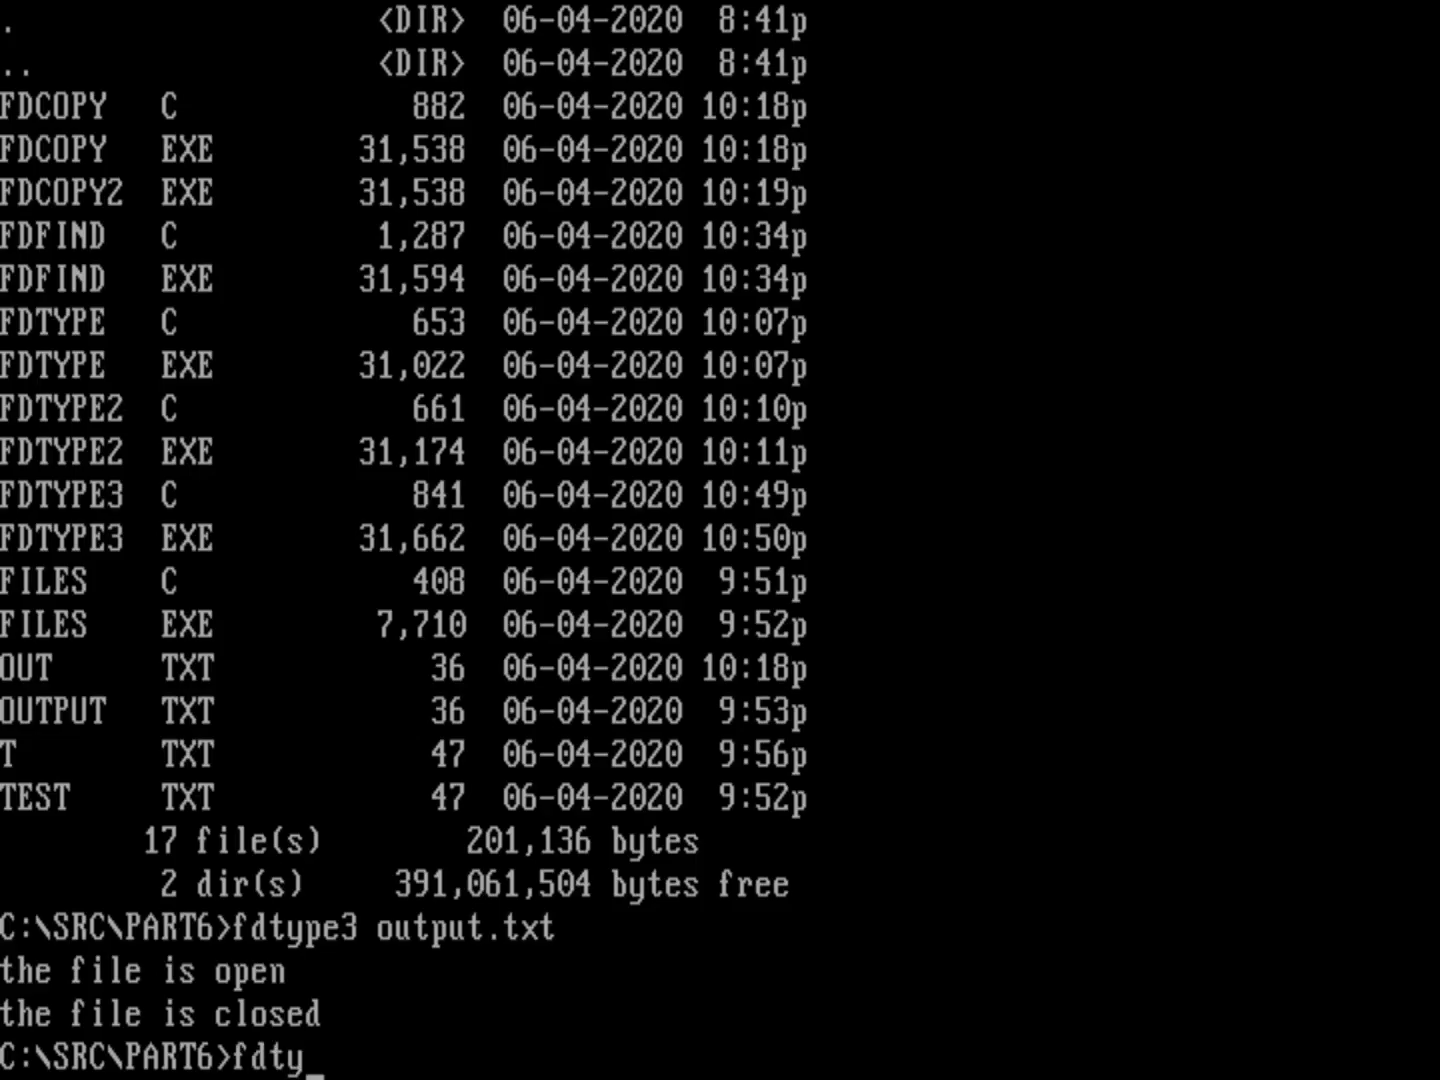 .                    <DIR>  06-04-2020  8:41p
..                   <DIR>  06-04-2020  8:41p
FDCOPY   C             882  06-04-2020 10:18p
FDCOPY   EXE        31,538  06-04-2020 10:18p
FDCOPY2  EXE        31,538  06-04-2020 10:19p
FDFIND   C           1,287  06-04-2020 10:34p
FDFIND   EXE        31,594  06-04-2020 10:34p
FDTYPE   C             653  06-04-2020 10:07p
FDTYPE   EXE        31,022  06-04-2020 10:07p
FDTYPE2  C             661  06-04-2020 10:10p
FDTYPE2  EXE        31,174  06-04-2020 10:11p
FDTYPE3  C             841  06-04-2020 10:49p
FDTYPE3  EXE        31,662  06-04-2020 10:50p
FILES    C             408  06-04-2020  9:51p
FILES    EXE         7,710  06-04-2020  9:52p
OUT      TXT            36  06-04-2020 10:18p
OUTPUT   TXT            36  06-04-2020  9:53p
T        TXT            47  06-04-2020  9:56p
TEST     TXT            47  06-04-2020  9:52p
        17 file(s)        201,136 bytes
         2 dir(s)     391,061,504 bytes free
C:\SRC\PART6>fdtype3 output.txt
the file is open
the file is closed
C:\SRC\PART6>fdty_